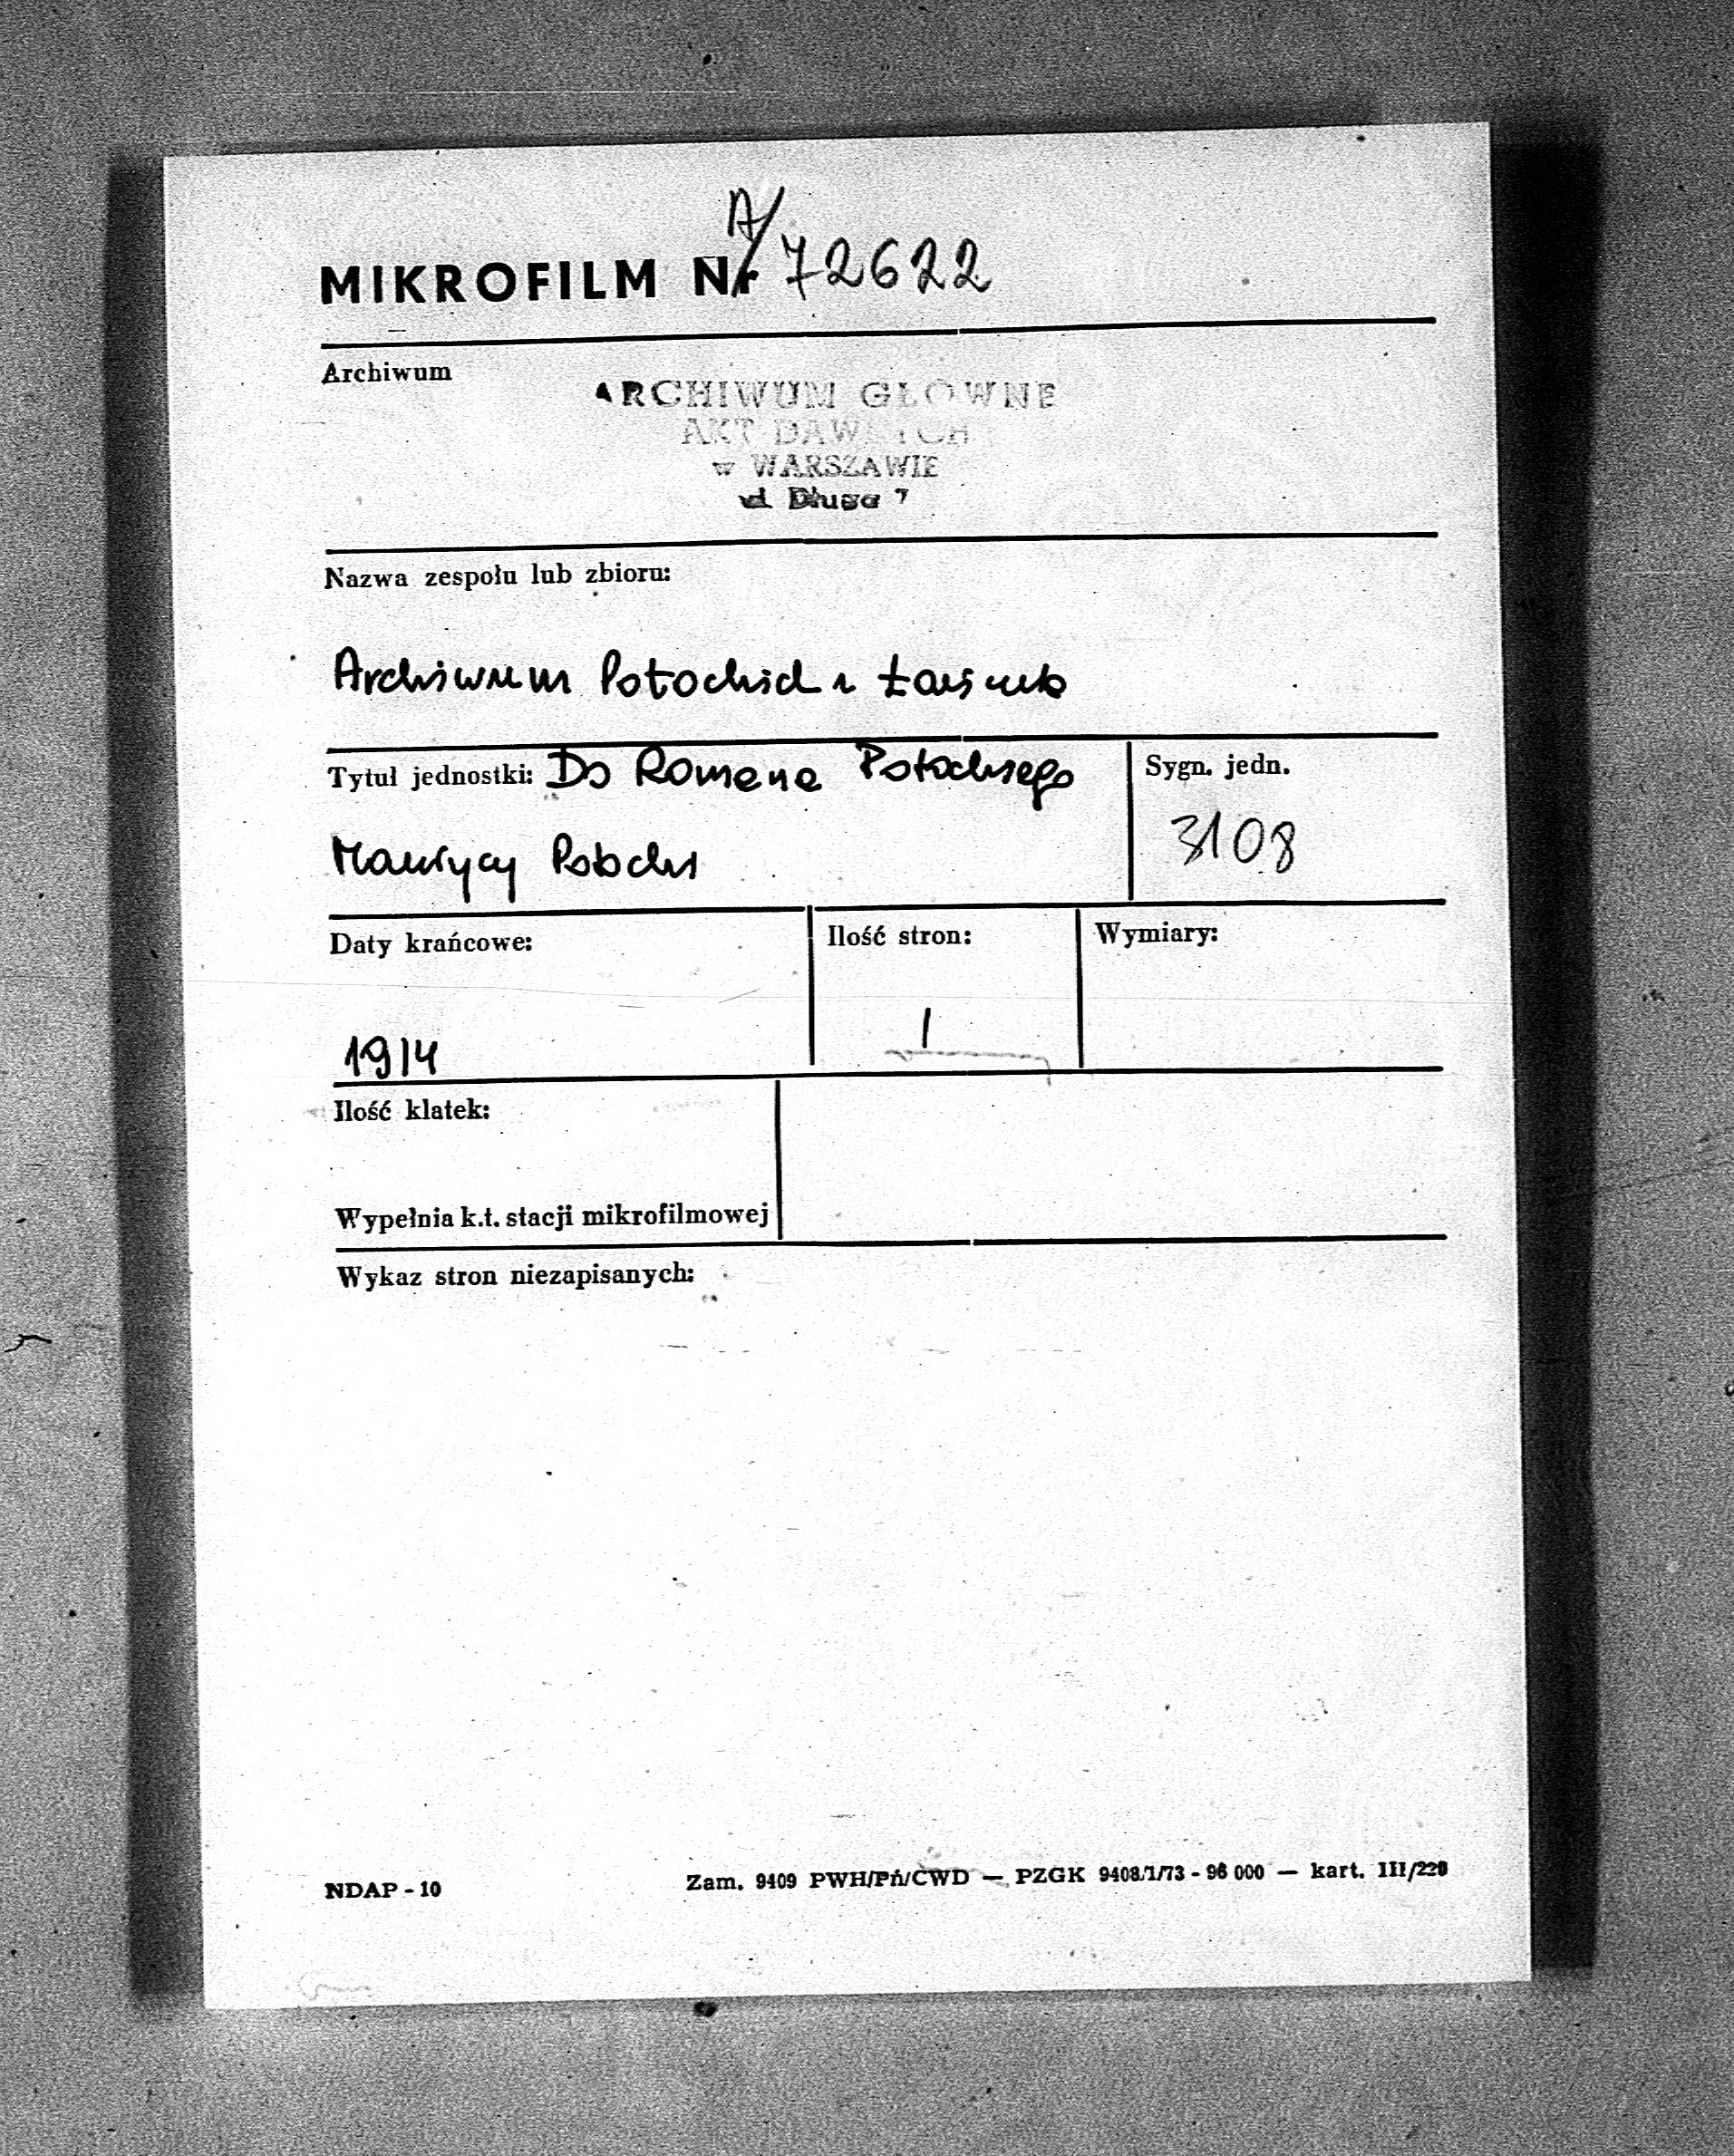 MIKROFILM Nr A/72622
Archiwum
ARCHIWUM GŁOWNE
AKT DAWNYCH
w WARSZAWIE
ul Długa 7
Nazwa zespołu lub zbioru:
Archiwum Potockich z Łańcuta
Tytuł jednostki: Do Romana Potockiego
Sygn. jedn.
3108
Maurycy Potocki
Daty krańcowe:
Ilość stron:
Wymiary:
1914
1
Ilość klatek:
Wypełnia k.t. stacji mikrofilmowej
Wykaz stron niezapisanych:
NDAP - 10
Zam. 9409 PWH/Pń/CWD — PZGK 9408/1/73 - 96 000 — kart. III/220